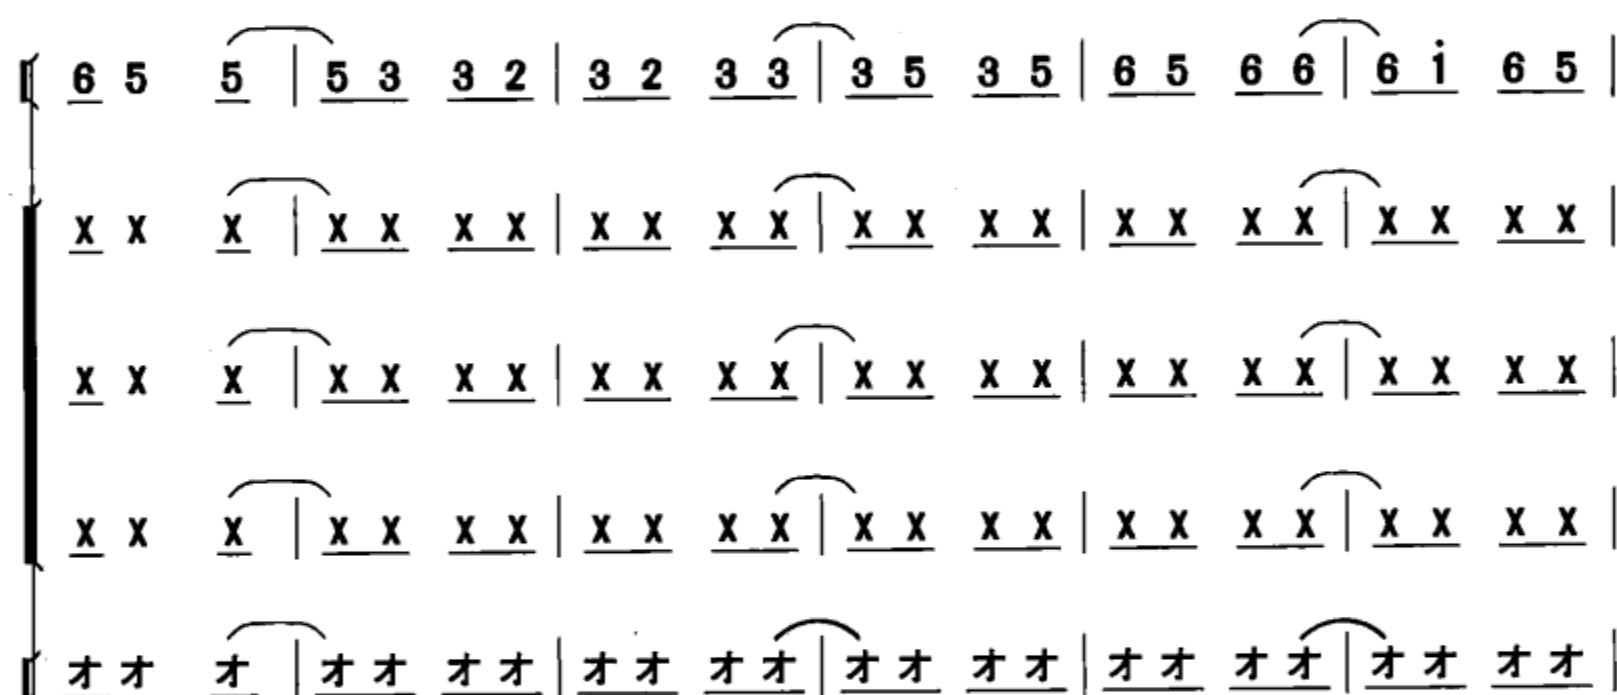 6 5 5 | 5 3 3 2 | 3 2 3 3 | 3 5 3 5 | 6 5 6 6 | 6 i 6 5 |
X X X | X X X X | X X X X | X X X X | X X X X | X X X X |
X X X | X X X X | X X X X | X X X X | X X X X | X X X X |
X X X | X X X X | X X X X | X X X X | X X X X | X X X X |
オ オ オ | オ オ オ オ | オ オ オ オ | オ オ オ オ | オ オ オ オ | オ オ オ オ |